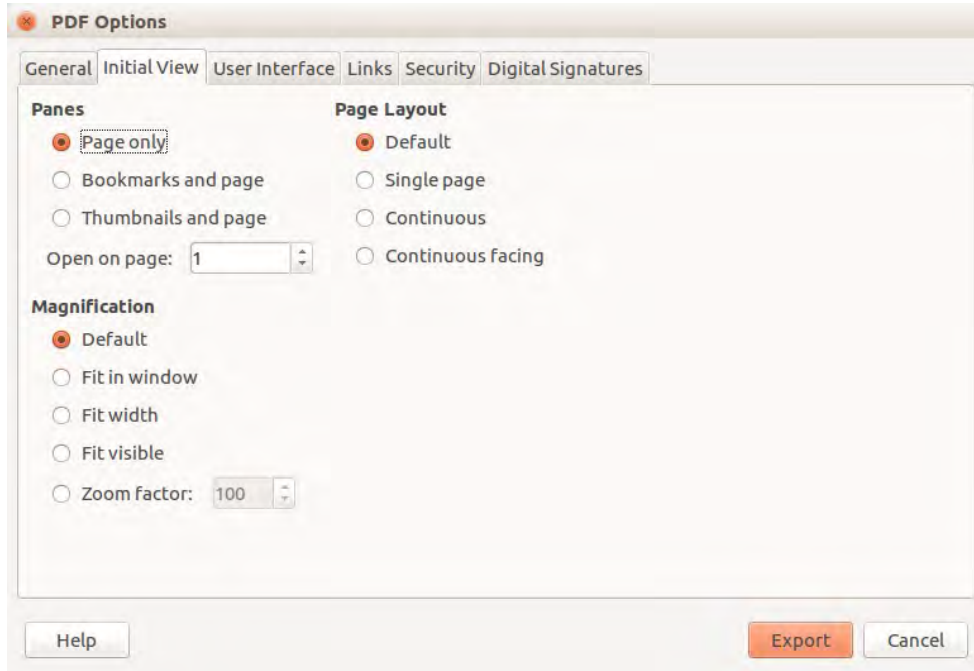 PDF Options
General Initial View User Interface Links Security Digital Signatures
Panes
Page only
Bookmarks and page
Thumbnails and page
Open on page: 1
Page Layout
Default
Single page
Continuous
Continuous facing
Magnification
Default
Fit in window
Fit width
Fit visible
Zoom factor: 100
Help Export Cancel